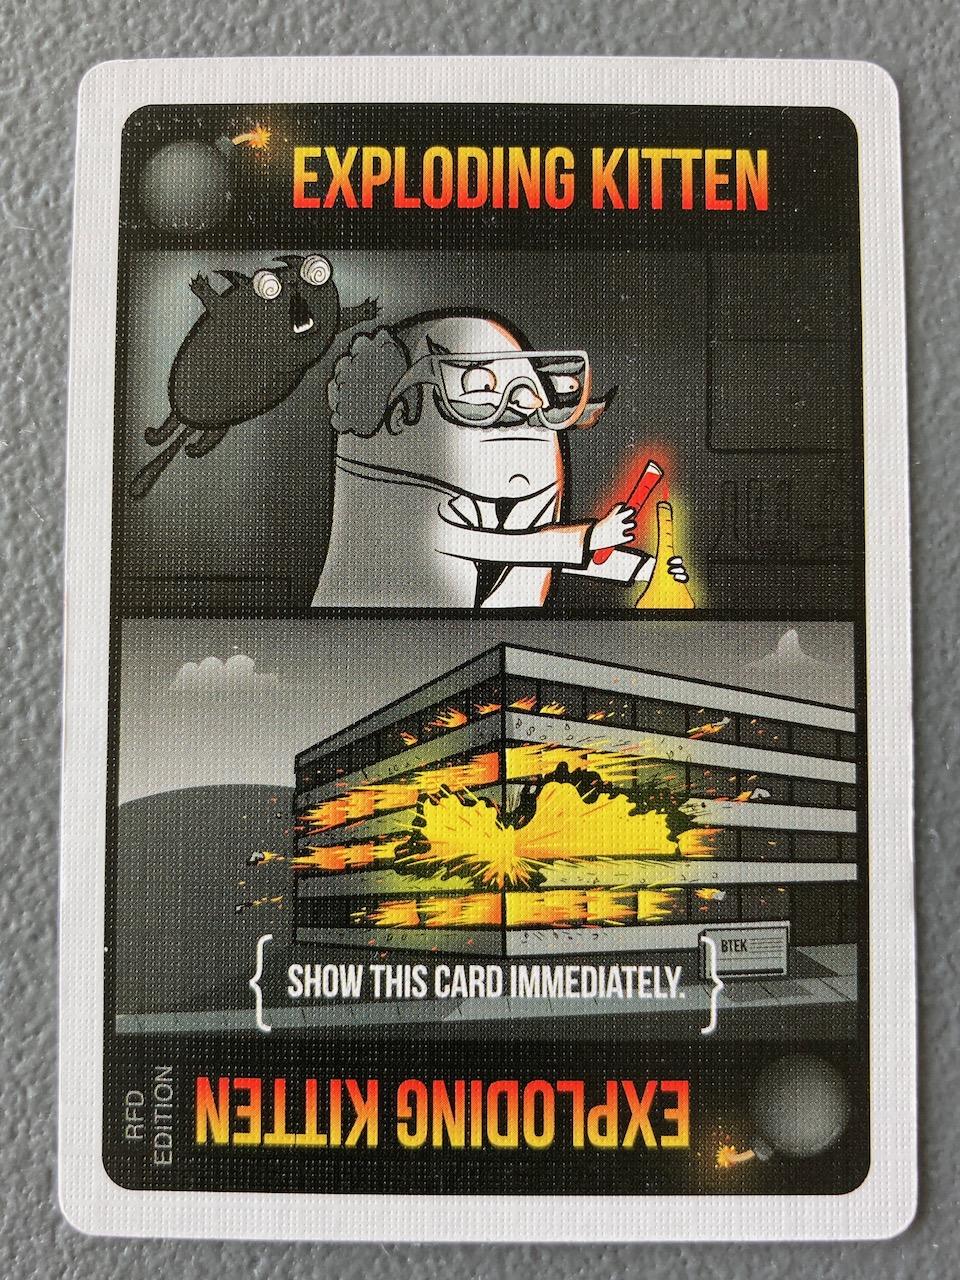 EXPLODING KITTEN
BTEK
SHOW THIS CARD IMMEDIATELY.
RFD
EDITION
EXPLODING KITTEN